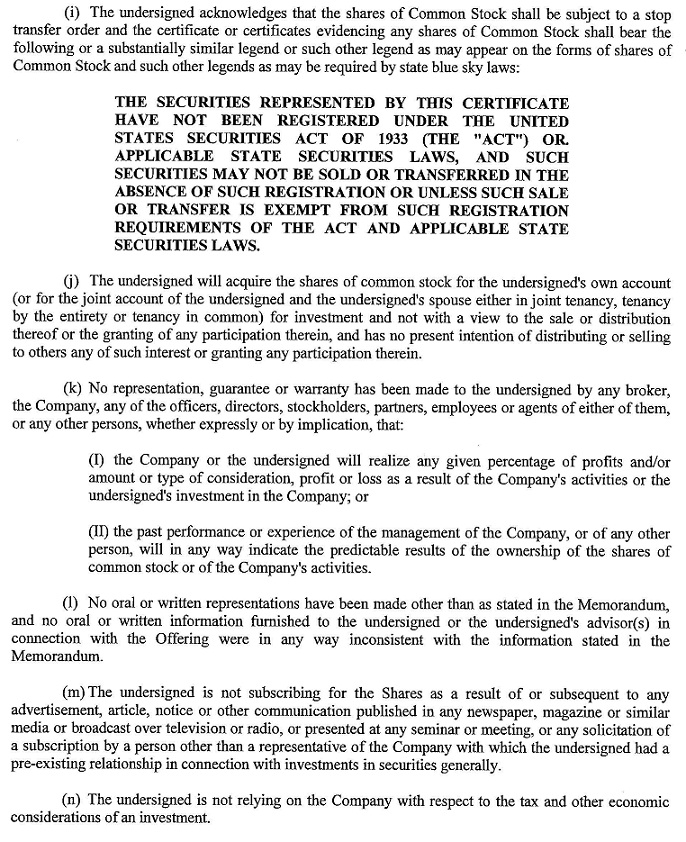 (i) The undersigned acknowledges that the shares of Common Stock shall be subject to a stop
transfer order and the certificate or certificates evidencing any shares of Common Stock shall bear the
following or a substantially similar legend or such other legend as may appear on the forms of shares of
Common Stock and such other legends as may be required by state blue sky laws:
THE SECURITIES REPRESENTED BY THIS CERTIFICATE
HAVE NOT BEEN REGISTERED UNDER THE UNITED
STATES SECURITIES ACT OF 1933 (THE "ACT") OR
APPLICABLE STATE SECURITIES LAWS, AND SUCH
SECURITIES MAY NOT BE SOLD OR TRANSFERRED IN THE
ABSENCE OF SUCH REGISTRATION OR UNLESS SUCH SALE
OR TRANSFER IS EXEMPT FROM SUCH REGISTRATION
REQUIREMENTS OF THE ACT AND APPLICABLE STATE
SECURITIES LAWS.
(j) The undersigned will acquire the shares of common stock for the undersigned's own account
(or for the joint account of the undersigned and the undersigned's spouse either in joint tenancy, tenancy
by the entirety or tenancy in common) for investment and not with a view to the sale or distribution
thereof or the granting of any participation therein, and has no present intention of distributing or selling
to others any of such interest or granting any participation therein.
(k) No representation, guarantee or warranty has been made to the undersigned by any broker,
the Company, any of the officers, directors, stockholders, partners, employees or agents of either of them,
or any other persons, whether expressly or by implication, that:
(I) the Company or the undersigned will realize any given percentage of profits and/or
amount or type of consideration, profit or loss as a result of the Company's activities or the
undersigned's investment in the Company; or
(II) the past performance or experience of the management of the Company, or of any other
person, will in any way indicate the predictable results of the ownership of the shares of
common stock or of the Company's activities.
(l) No oral or written representations have been made other than as stated in the Memorandum,
and no oral or written information furnished to the undersigned or the undersigned's advisor(s) in
connection with the Offering were in any way inconsistent with the information stated in the
Memorandum.
(m) The undersigned is not subscribing for the Shares as a result of or subsequent to any
advertisement, article, notice or other communication published in any newspaper, magazine or similar
media or broadcast over television or radio, or presented at any seminar or meeting, or any solicitation of
a subscription by a person other than a representative of the Company with which the undersigned had a
pre-existing relationship in connection with investments in securities generally.
(n) The undersigned is not relying on the Company with respect to the tax and other economic
considerations of an investment.